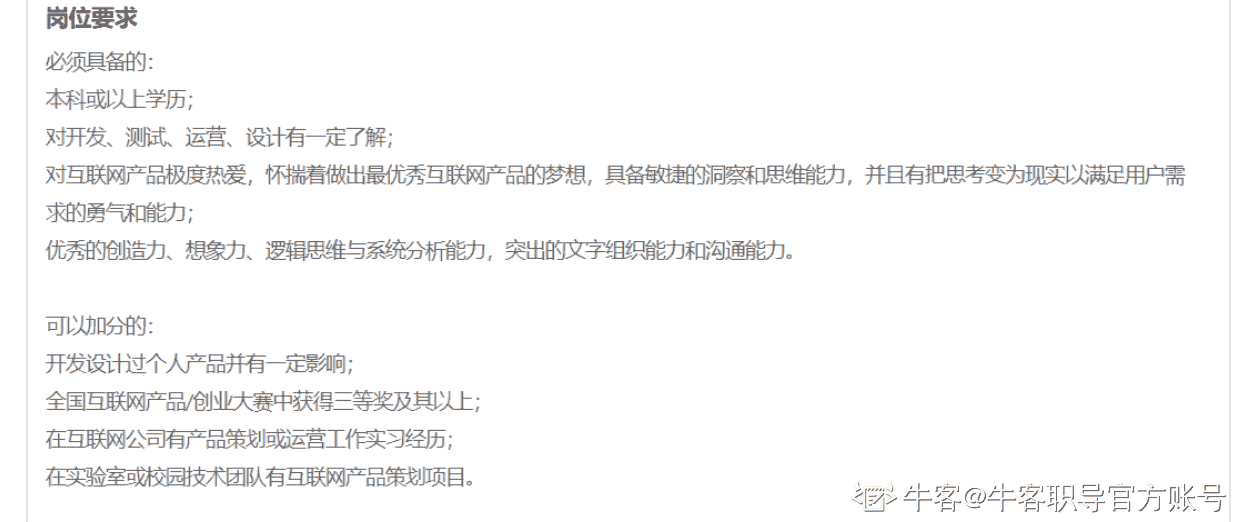 岗位要求
必须具备的：
本科或以上学历；
对开发、测试、运营、设计有一定了解；
对互联网产品极度热爱，怀揣着做出最优秀互联网产品的梦想，具备敏捷的洞察和思维能力，并且有把思考变为现实以满足用户需
求的勇气和能力；
优秀的创造力、想象力、逻辑思维与系统分析能力，突出的文字组织能力和沟通能力。
可以加分的：
开发设计过个人产品并有一定影响；
全国互联网产品/创业大赛中获得三等奖及其以上；
在互联网公司有产品策划或运营工作实习经历；
在实验室或校园技术团队有互联网产品策划项目。
牛客@牛客职导官方账号